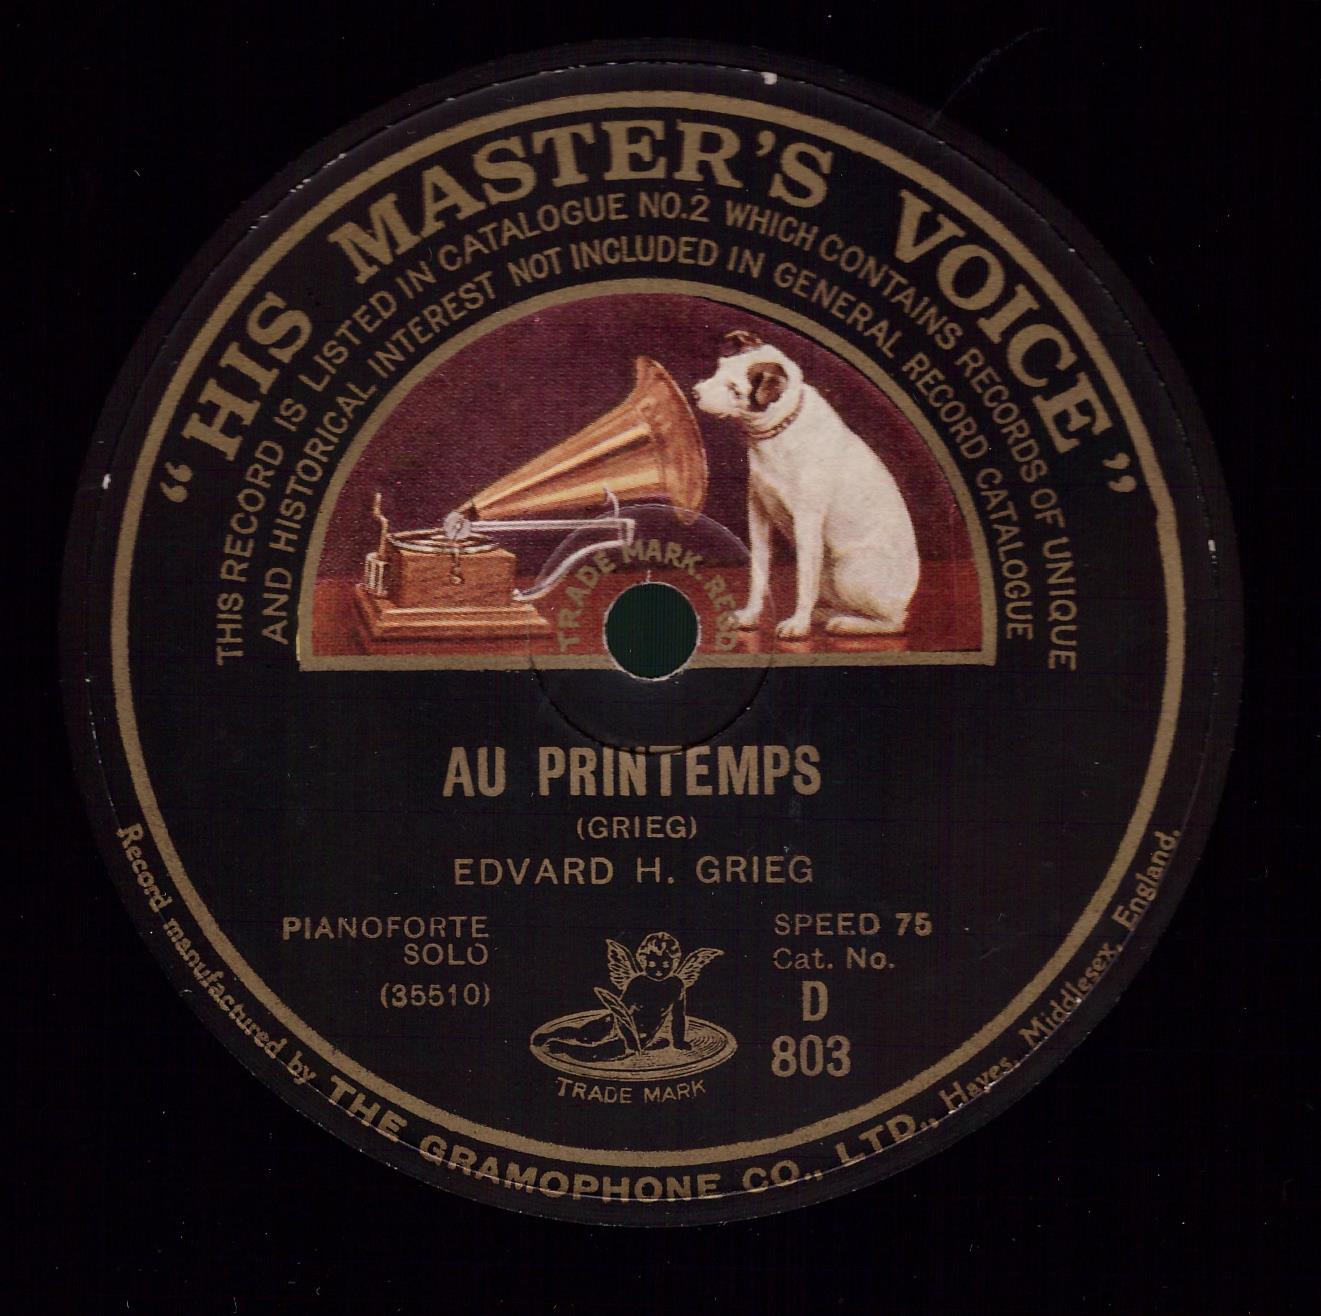 “HIS MASTER’S VOICE”
THIS RECORD IS LISTED IN CATALOGUE NO.2 WHICH CONTAINS RECORDS OF UNIQUE
AND HISTORICAL INTEREST NOT INCLUDED IN GENERAL RECORD CATALOGUE
TRADE MARK. REGD
AU PRINTEMPS
(GRIEG)
EDVARD H. GRIEG
PIANOFORTE
SOLO
(35510)
SPEED 75
Cat. No.
D
803
TRADE MARK
Record manufactured by THE GRAMOPHONE CO., LTD., Hayes, Middlesex, England.